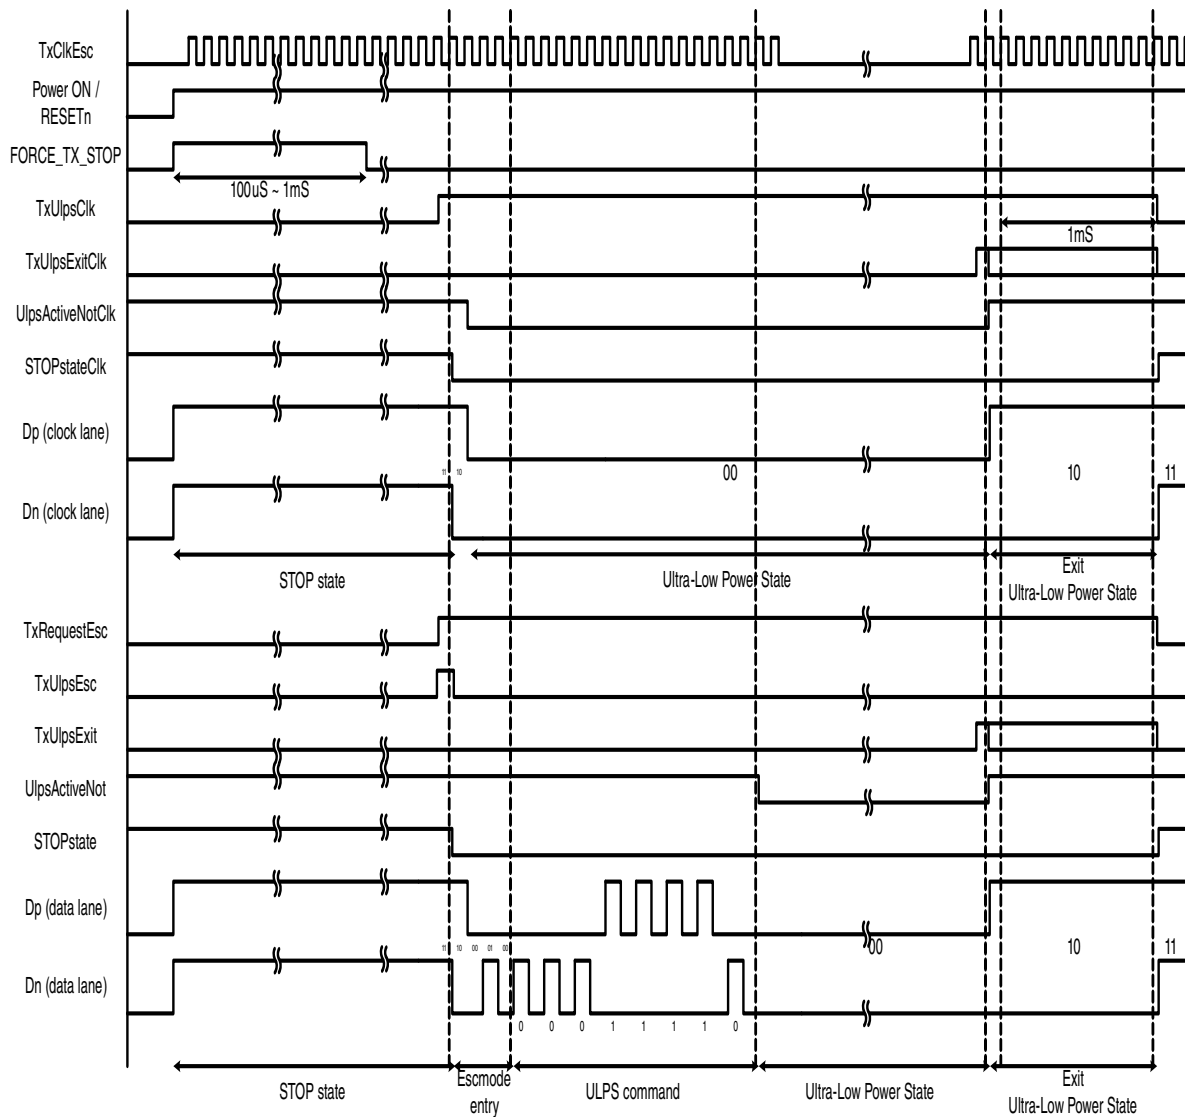 TxClkEsc
Power ON /
RESETn
FORCE_TX_STOP
100uS ~ 1mS
TxUlpsClk
1mS
TxUlpsExitClk
UlpsActiveNotClk
STOPstateClk
Dp (clock lane)
11 10 00 10 11
Dn (clock lane)
STOP state Ultra-Low Power State Exit
Ultra-Low Power State
TxRequestEsc
TxUlpsEsc
TxUlpsExit
UlpsActiveNot
STOPstate
Dp (data lane)
11 10 00 01 00 00 10 11
Dn (data lane)
0 0 0 1 1 1 1 0
STOP state Escmode ULPS command Ultra-Low Power State Exit
entry Ultra-Low Power State